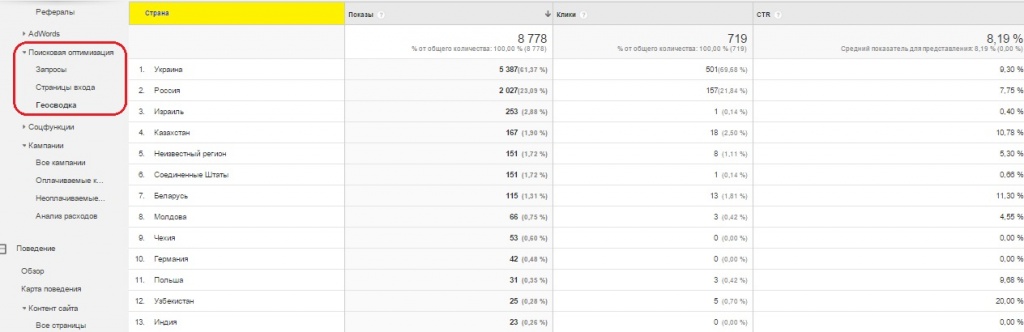 Рефералы
AdWords
Поисковая оптимизация
Запросы
Страницы входа
Геосводка
Соцфункции
Кампании
Все кампании
Оплачиваемые к...
Неоплачиваемые...
Анализ расходов
Поведение
Обзор
Карта поведения
Контент сайта
Все страницы
Страна Показы ? Клики ? CTR ?
8 778 719 8,19 %
% от общего количества: 100,00 % (8 778) % от общего количества: 100,00 % (719) Средний показатель для представления: 8,19 % (0,00 %)
1. Украина 5 387(61,37 %) 501(69,68 %) 9,30 %
2. Россия 2 027(23,09 %) 157(21,84 %) 7,75 %
3. Израиль 253 (2,88 %) 1 (0,14 %) 0,40 %
4. Казахстан 167 (1,90 %) 18 (2,50 %) 10,78 %
5. Неизвестный регион 151 (1,72 %) 8 (1,11 %) 5,30 %
6. Соединенные Штаты 151 (1,72 %) 1 (0,14 %) 0,66 %
7. Беларусь 115 (1,31 %) 13 (1,81 %) 11,30 %
8. Молдова 66 (0,75 %) 3 (0,42 %) 4,55 %
9. Чехия 53 (0,60 %) 0 (0,00 %) 0,00 %
10. Германия 42 (0,48 %) 0 (0,00 %) 0,00 %
11. Польша 31 (0,35 %) 3 (0,42 %) 9,68 %
12. Узбекистан 25 (0,28 %) 5 (0,70 %) 20,00 %
13. Индия 23 (0,26 %) 0 (0,00 %) 0,00 %